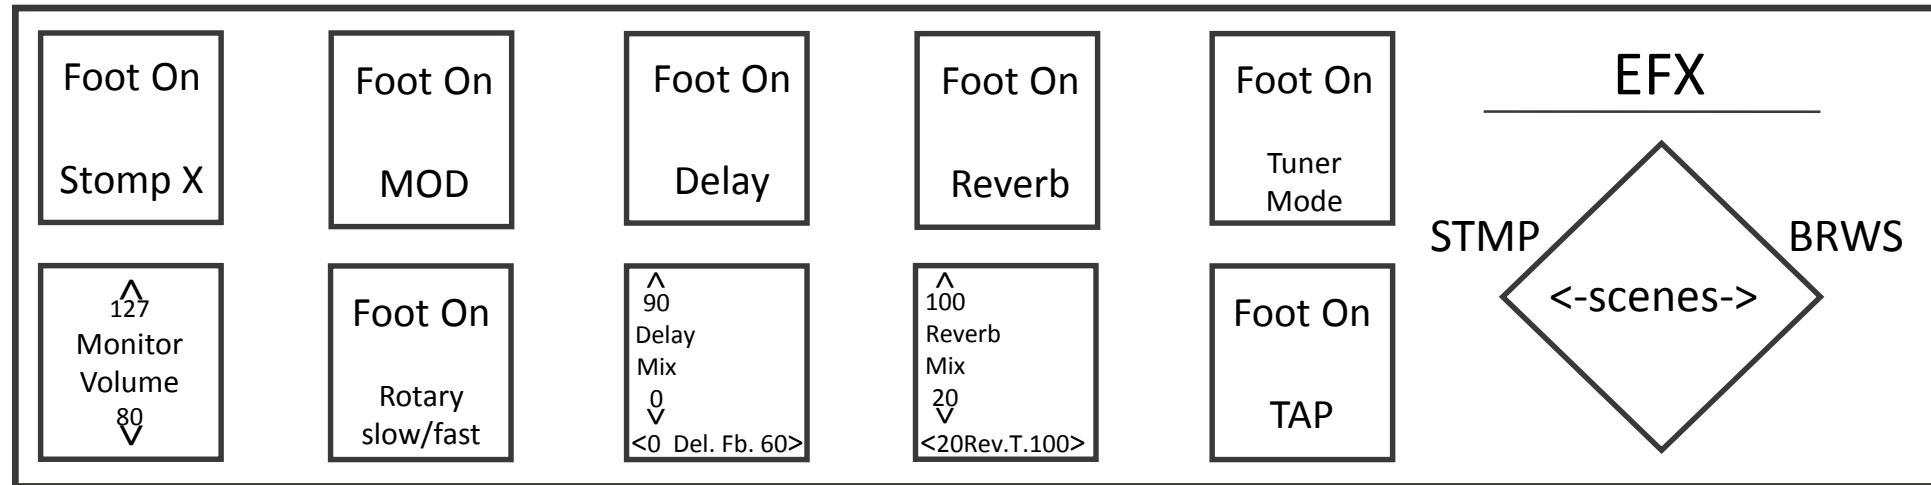 Foot On
Stomp X
Foot On
MOD
Foot On
Delay
Foot On
Reverb
Foot On
Tuner
Mode
EFX
STMP
BRWS
<-scenes->
^
127
Monitor
Volume
80
v
Foot On
Rotary
slow/fast
^
90
Delay
Mix
0
v
<0 Del. Fb. 60>
^
100
Reverb
Mix
20
v
<20Rev.T.100>
Foot On
TAP